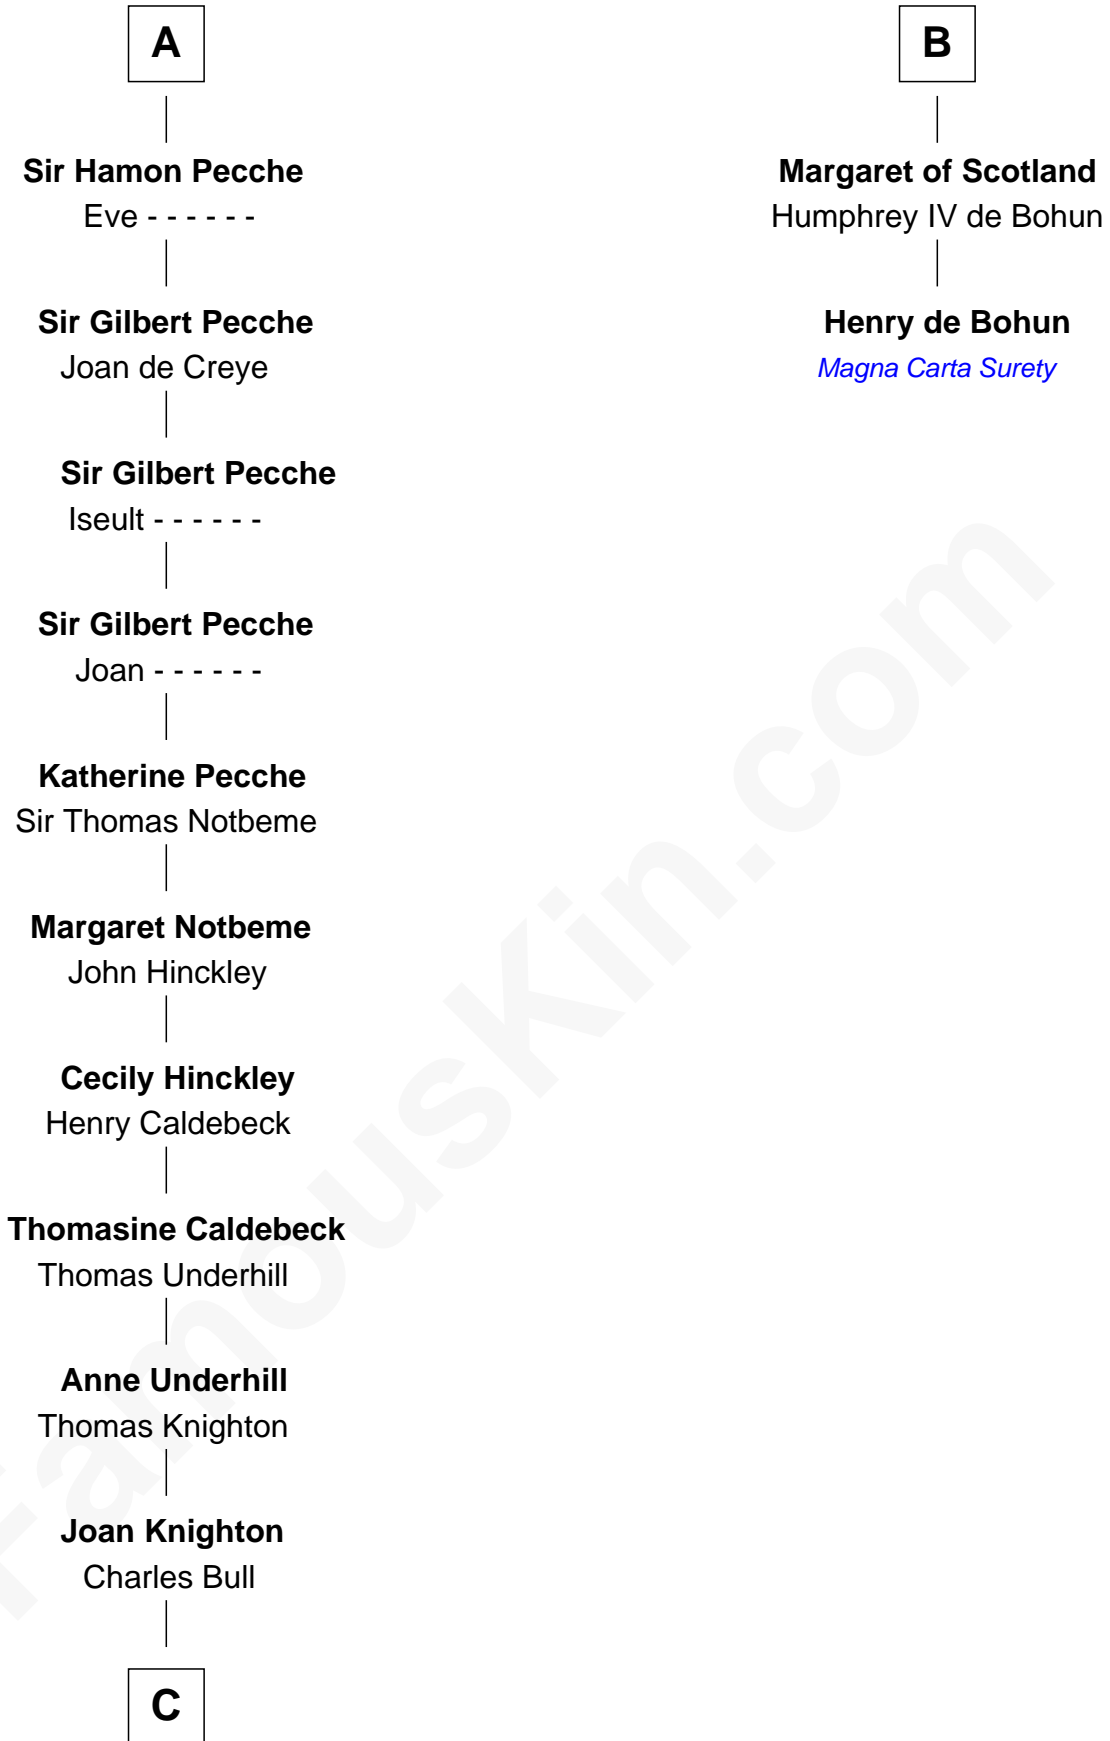 A
Sir Hamon Pecche
Eve - - - - - -
Sir Gilbert Pecche
Joan de Creye
Sir Gilbert Pecche
Iseult - - - - - -
Sir Gilbert Pecche
Joan - - - - - -
Katherine Pecche
Sir Thomas Notbeme
Margaret Notbeme
John Hinckley
Cecily Hinckley
Henry Caldebeck
Thomasine Caldebeck
Thomas Underhill
Anne Underhill
Thomas Knighton
Joan Knighton
Charles Bull
C
B
Margaret of Scotland
Humphrey IV de Bohun
Henry de Bohun
Magna Carta Surety
FamousKin.com